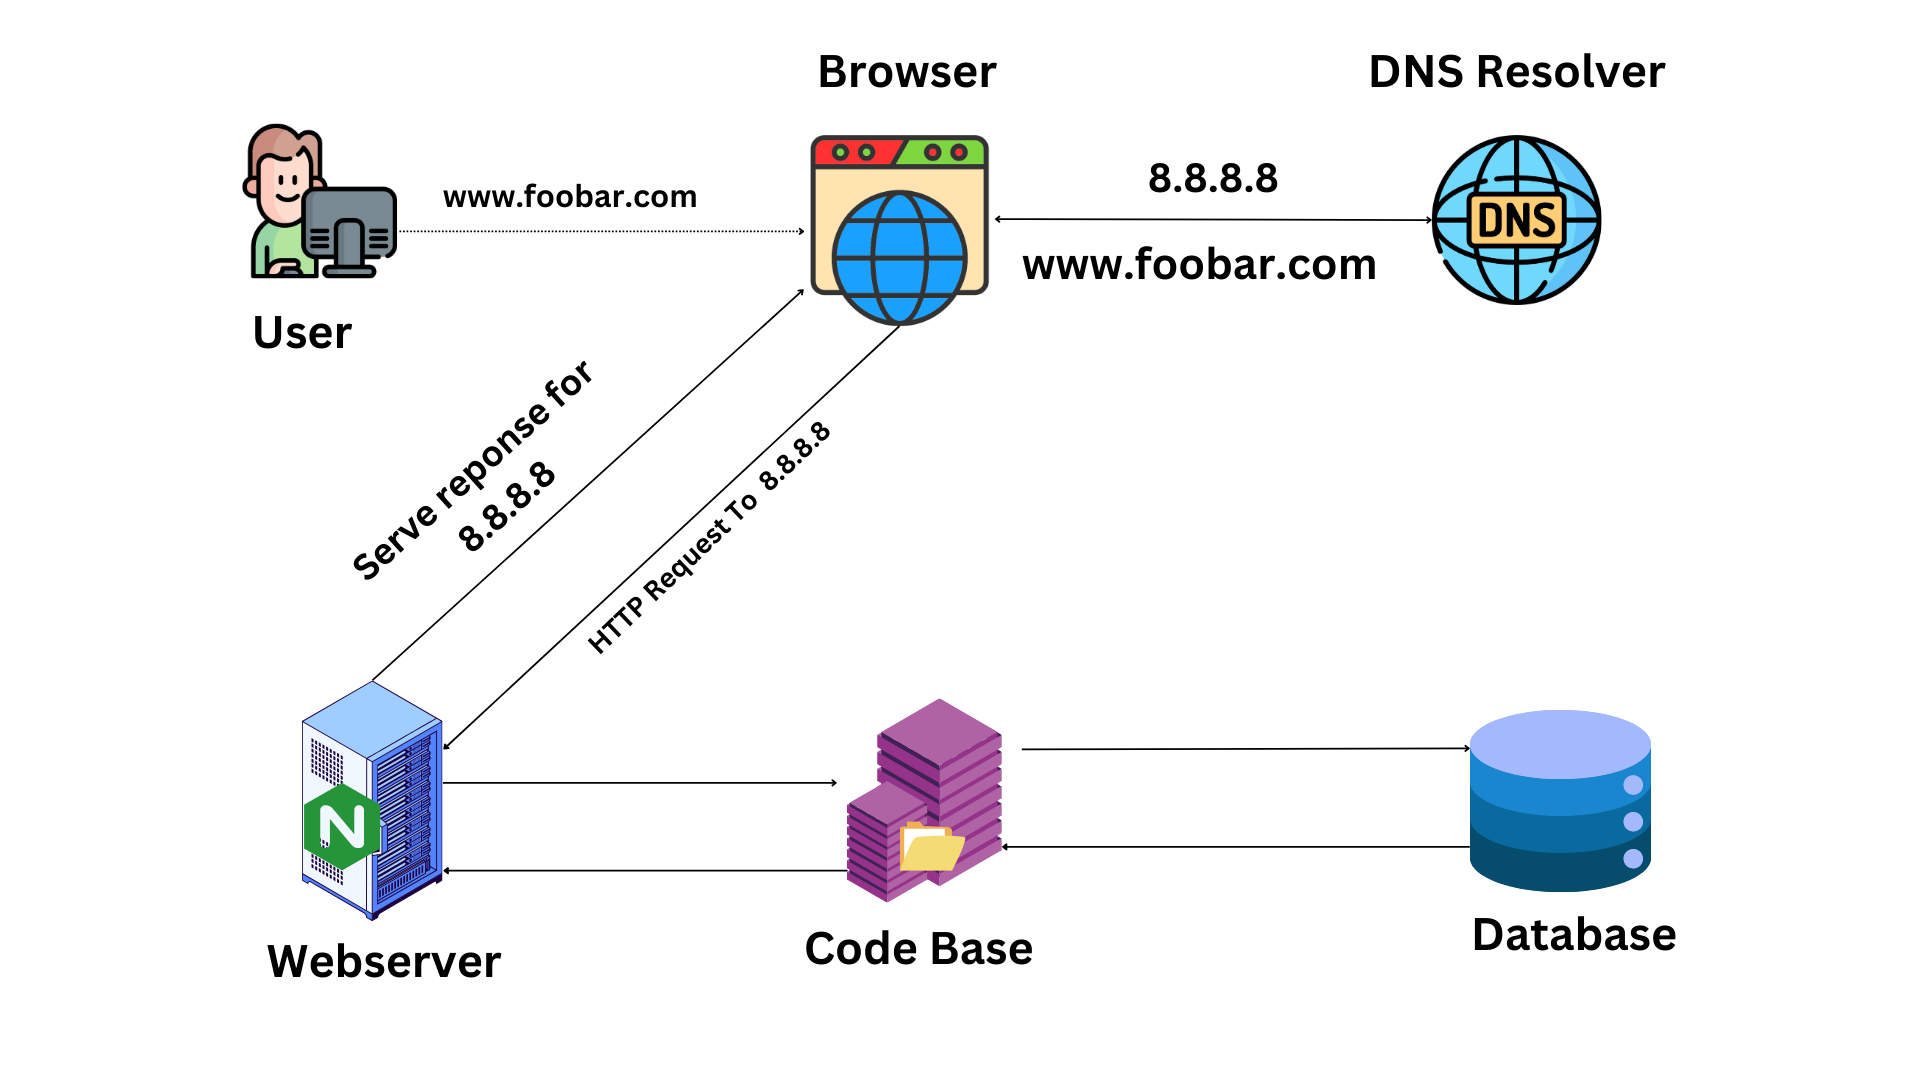 Browser
DNS Resolver
www.foobar.com
8.8.8.8
DNS
www.foobar.com
User
Serve reponse for
8.8.8.8
HTTP Request To 8.8.8.8
N
Webserver
Code Base
Database